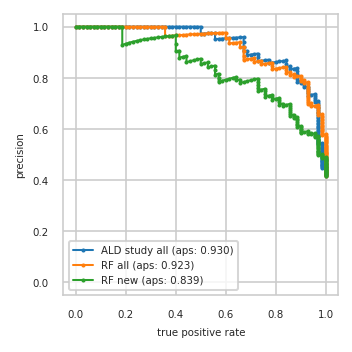 1.0
0.8
0.6
0.4
0.2
0.0
precision
ALD study all (aps: 0.930)
RF all (aps: 0.923)
RF new (aps: 0.839)
0.0 0.2 0.4 0.6 0.8 1.0
true positive rate